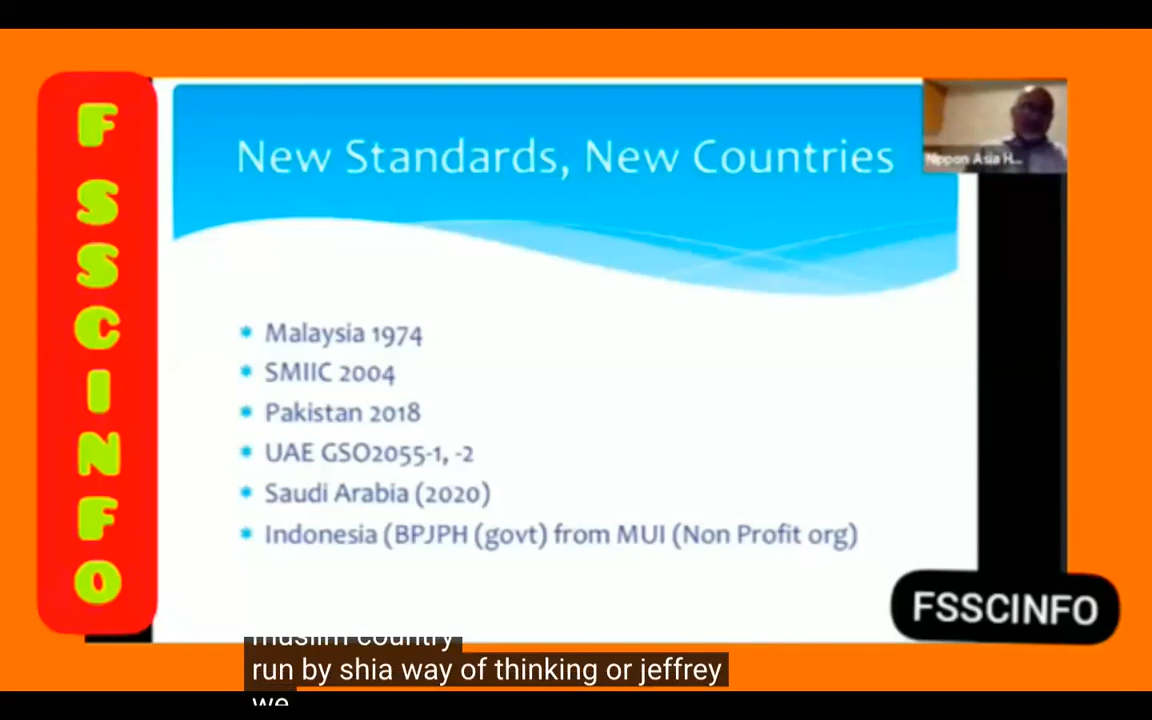 FSSCINFO
New Standards, New Countries
Nippon Asia H...
Malaysia 1974
SMIIC 2004
Pakistan 2018
UAE GSO2055-1, -2
Saudi Arabia (2020)
Indonesia (BPJPH (govt) from MUI (Non Profit org)
FSSCINFO
muslim country
run by shia way of thinking or jeffrey
we